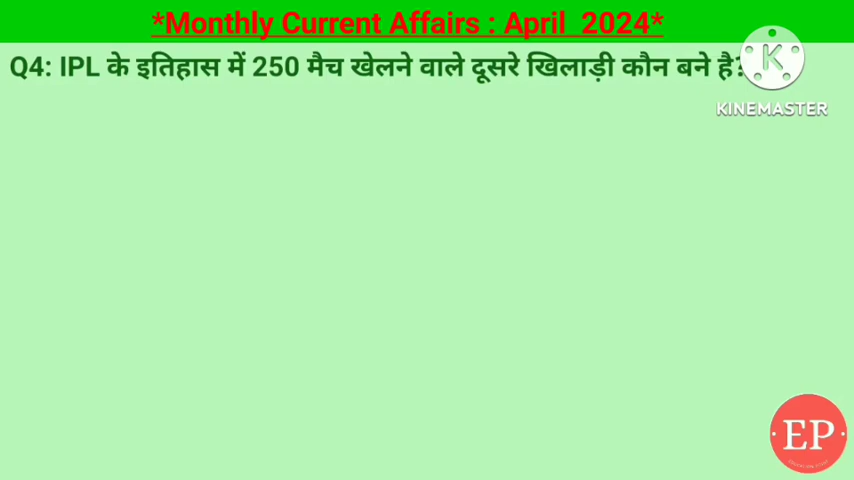 *Monthly Current Affairs : April 2024*
Q4: IPL के इतिहास में 250 मैच खेलने वाले दूसरे खिलाड़ी कौन बने है?
K
KINEMASTER
EP